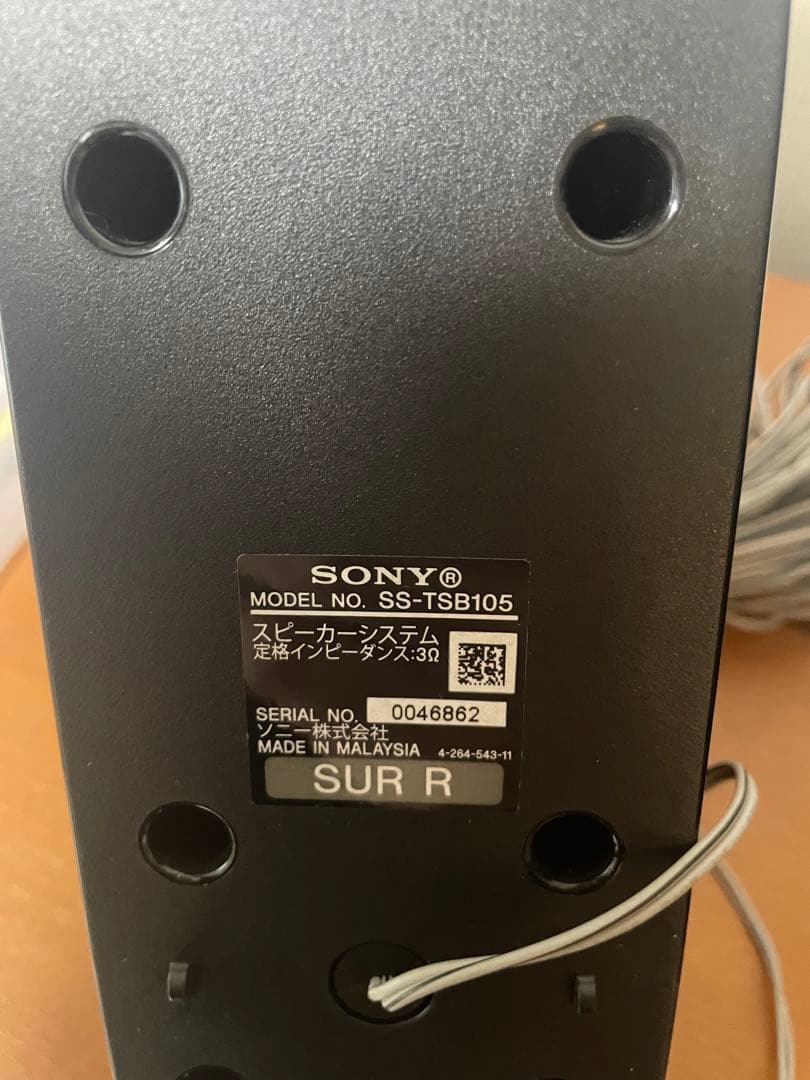 SONY®
MODEL NO. SS-TSB105
スピーカーシステム
定格インピーダンス:3Ω
SERIAL NO. 0046862
ソニー株式会社
MADE IN MALAYSIA 4-264-543-11
SUR R